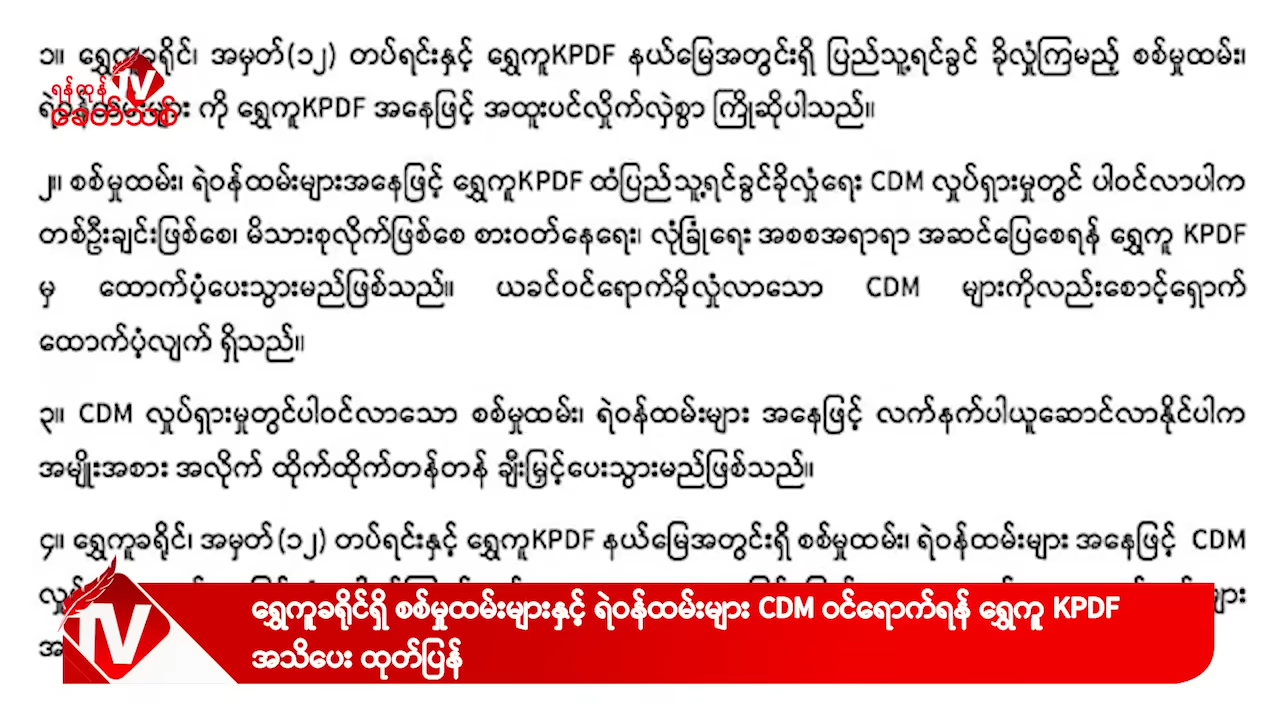 ၁။ ရွှေကူခရိုင်၊ အမှတ်(၁၂) တပ်ရင်းနှင့် ရွှေကူKPDF နယ်မြေအတွင်းရှိ ပြည်သူ့ရင်ခွင် ခိုလှုံကြမည့် စစ်မှုထမ်း၊
ရဲဝန်ထမ်းများ ကို ရွှေကူKPDF အနေဖြင့် အထူးပင်လှိုက်လှဲစွာ ကြိုဆိုပါသည်။
ရန်ကုန်
ခေတ်သစ်
TV
၂။ စစ်မှုထမ်း၊ ရဲဝန်ထမ်းများအနေဖြင့် ရွှေကူKPDF ထံပြည်သူ့ရင်ခွင်ခိုလှုံရေး CDM လှုပ်ရှားမှုတွင် ပါဝင်လာပါက
တစ်ဦးချင်းဖြစ်စေ၊ မိသားစုလိုက်ဖြစ်စေ စားဝတ်နေရေး၊ လုံခြုံရေး အစစအရာရာ အဆင်ပြေစေရန် ရွှေကူ KPDF
မှ ထောက်ပံ့ပေးသွားမည်ဖြစ်သည်။ ယခင်ဝင်ရောက်ခိုလှုံလာသော CDM များကိုလည်းစောင့်ရှောက်
ထောက်ပံ့လျက် ရှိသည်။
၃။ CDM လှုပ်ရှားမှုတွင်ပါဝင်လာသော စစ်မှုထမ်း၊ ရဲဝန်ထမ်းများ အနေဖြင့် လက်နက်ပါယူဆောင်လာနိုင်ပါက
အမျိုးအစား အလိုက် ထိုက်ထိုက်တန်တန် ချီးမြှင့်ပေးသွားမည်ဖြစ်သည်။
၄။ ရွှေကူခရိုင်၊ အမှတ်(၁၂) တပ်ရင်းနှင့် ရွှေကူKPDF နယ်မြေအတွင်းရှိ စစ်မှုထမ်း၊ ရဲဝန်ထမ်းများ အနေဖြင့် CDM
TV
ရွှေကူခရိုင်ရှိ စစ်မှုထမ်းများနှင့် ရဲဝန်ထမ်းများ CDM ဝင်ရောက်ရန် ရွှေကူ KPDF
အသိပေး ထုတ်ပြန်